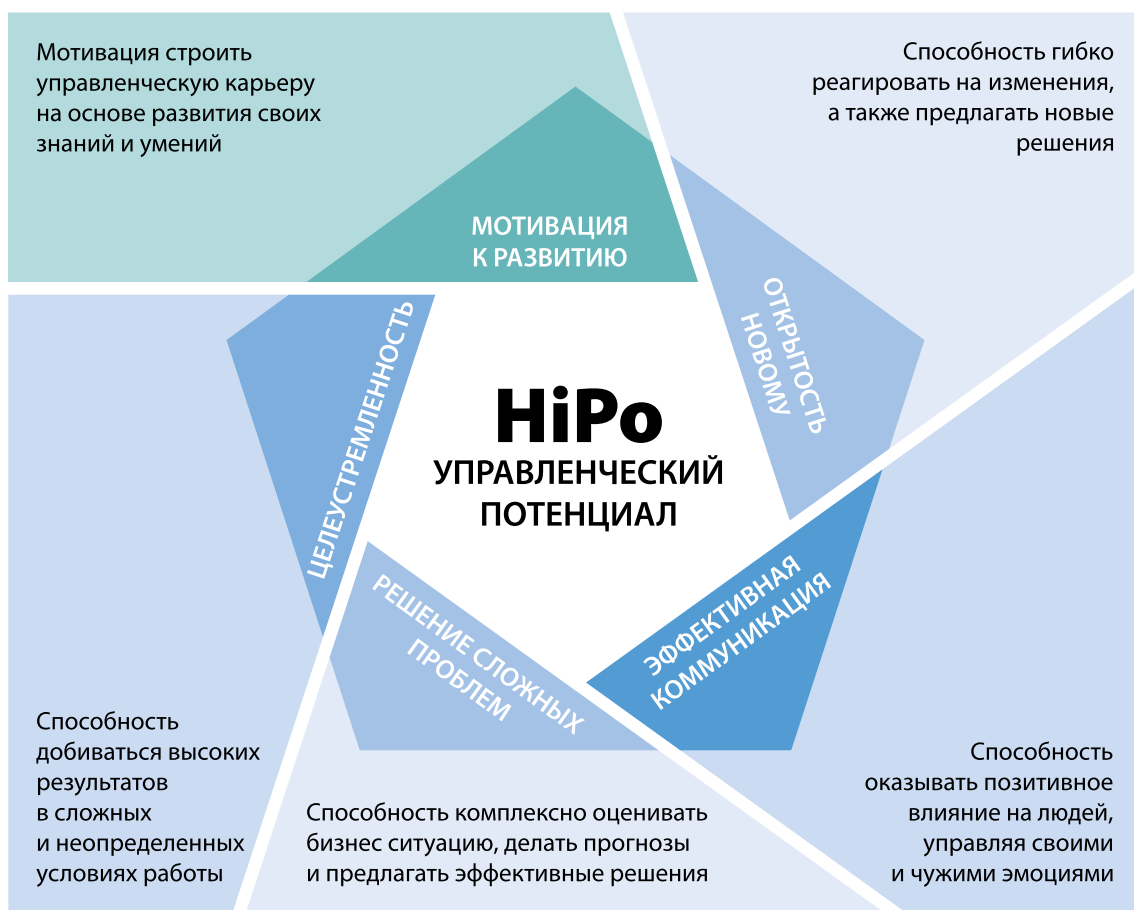 Мотивация строить
управленческую карьеру
на основе развития своих
знаний и умений
Способность гибко
реагировать на изменения,
а также предлагать новые
решения
МОТИВАЦИЯ
К РАЗВИТИЮ
ОТКРЫТОСТЬ
НОВОМУ
ЦЕЛЕУСТРЕМЛЕННОСТЬ
HiPo
УПРАВЛЕНЧЕСКИЙ
ПОТЕНЦИАЛ
ЭФФЕКТИВНАЯ
КОММУНИКАЦИЯ
РЕШЕНИЕ СЛОЖНЫХ
ПРОБЛЕМ
Способность
добиваться высоких
результатов
в сложных
и неопределенных
условиях работы
Способность комплексно оценивать
бизнес ситуацию, делать прогнозы
и предлагать эффективные решения
Способность
оказывать позитивное
влияние на людей,
управляя своими
и чужими эмоциями